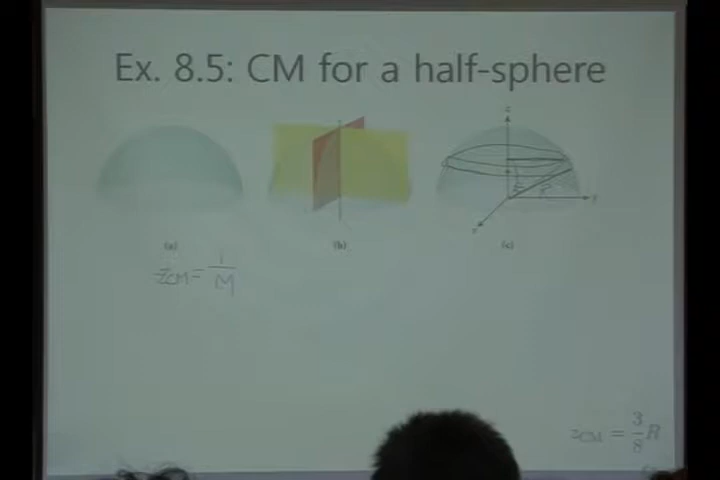 Ex. 8.5: CM for a half-sphere
z
y
x
(a)
(b)
(c)
z_CM = 1/M
z_CM = 3/8 R